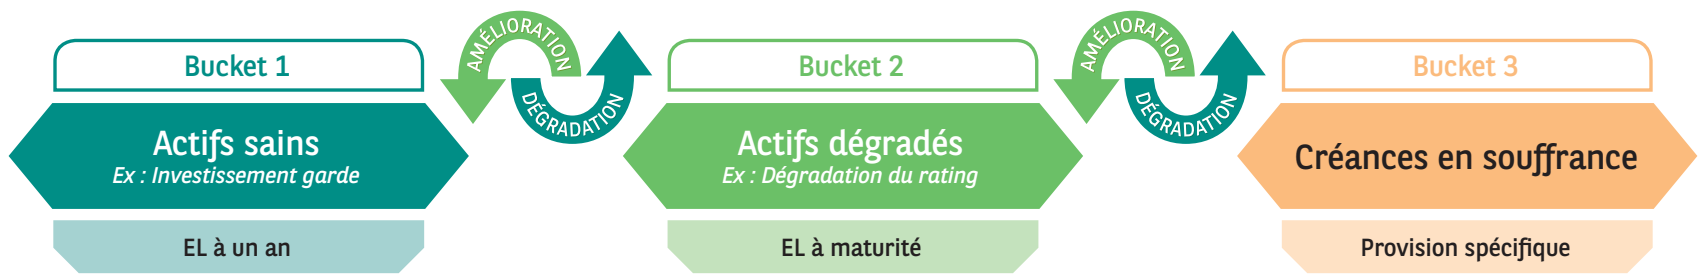 Bucket 1
Actifs sains
Ex : Investissement garde
EL à un an
AMÉLIORATION
DÉGRADATION
Bucket 2
Actifs dégradés
Ex : Dégradation du rating
EL à maturité
AMÉLIORATION
DÉGRADATION
Bucket 3
Créances en souffrance
Provision spécifique